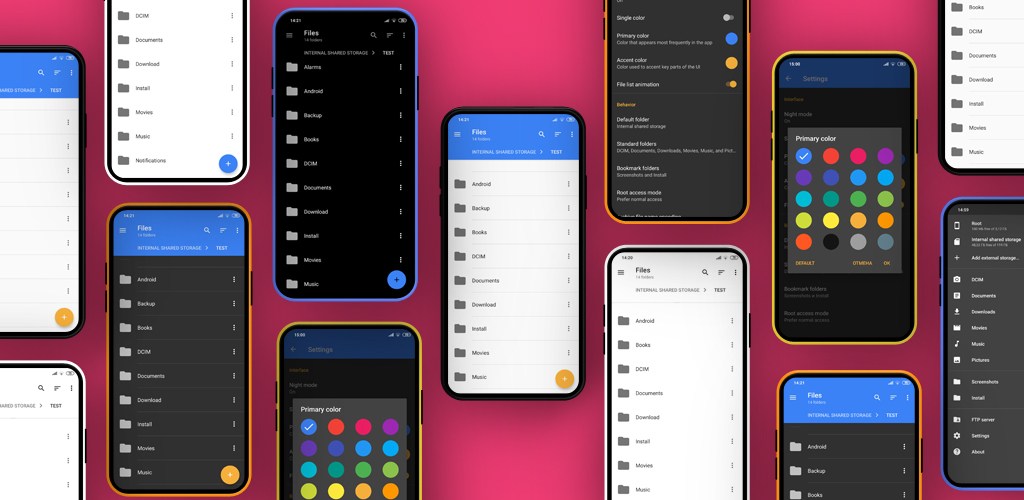 SHARED STORAGE
TEST
SHARED STORAGE
TEST
DCIM
Documents
Download
Install
Movies
Music
Notifications
14:21
Files
14 folders
INTERNAL SHARED STORAGE
TEST
Android
Backup
Books
DCIM
Documents
Download
Install
Movies
Music
14:21
Files
13 folders
INTERNAL SHARED STORAGE
TEST
Alarms
Android
Backup
Books
DCIM
Documents
Download
Install
Movies
Music
15:00
Settings
Interface
Night mode
On
Primary color
14:21
Files
14 folders
INTERNAL SHARED STORAGE
TEST
Android
Backup
Books
DCIM
Documents
Download
Install
Movies
Music
On
Single color
Primary color
Color that appears most frequently in the app
Accent color
Color used to accent key parts of the UI
File list animation
Behavior
Default folder
Internal shared storage
Standard folders
DCIM, Documents, Downloads, Movies, Music, and Pict...
Bookmark folders
Screenshots and Install
Root access mode
Prefer normal access
14:20
Files
14 folders
INTERNAL SHARED STORAGE
TEST
Android
Books
DCIM
Documents
Download
Install
Movies
Music
15:00
Settings
Interface
Night mode
On
Primary color
DEFAULT
ОТМЕНА
OK
Bookmark folders
Screenshots и Install
Root access mode
Prefer normal access
14:21
Files
14 folders
INTERNAL SHARED STORAGE
TEST
Android
Backup
Books
Books
DCIM
Documents
Download
Install
Movies
Music
14:59
Root
Internal shared storage
Add external storage...
DCIM
Documents
Downloads
Movies
Music
Pictures
Screenshots
Install
FTP server
Settings
About